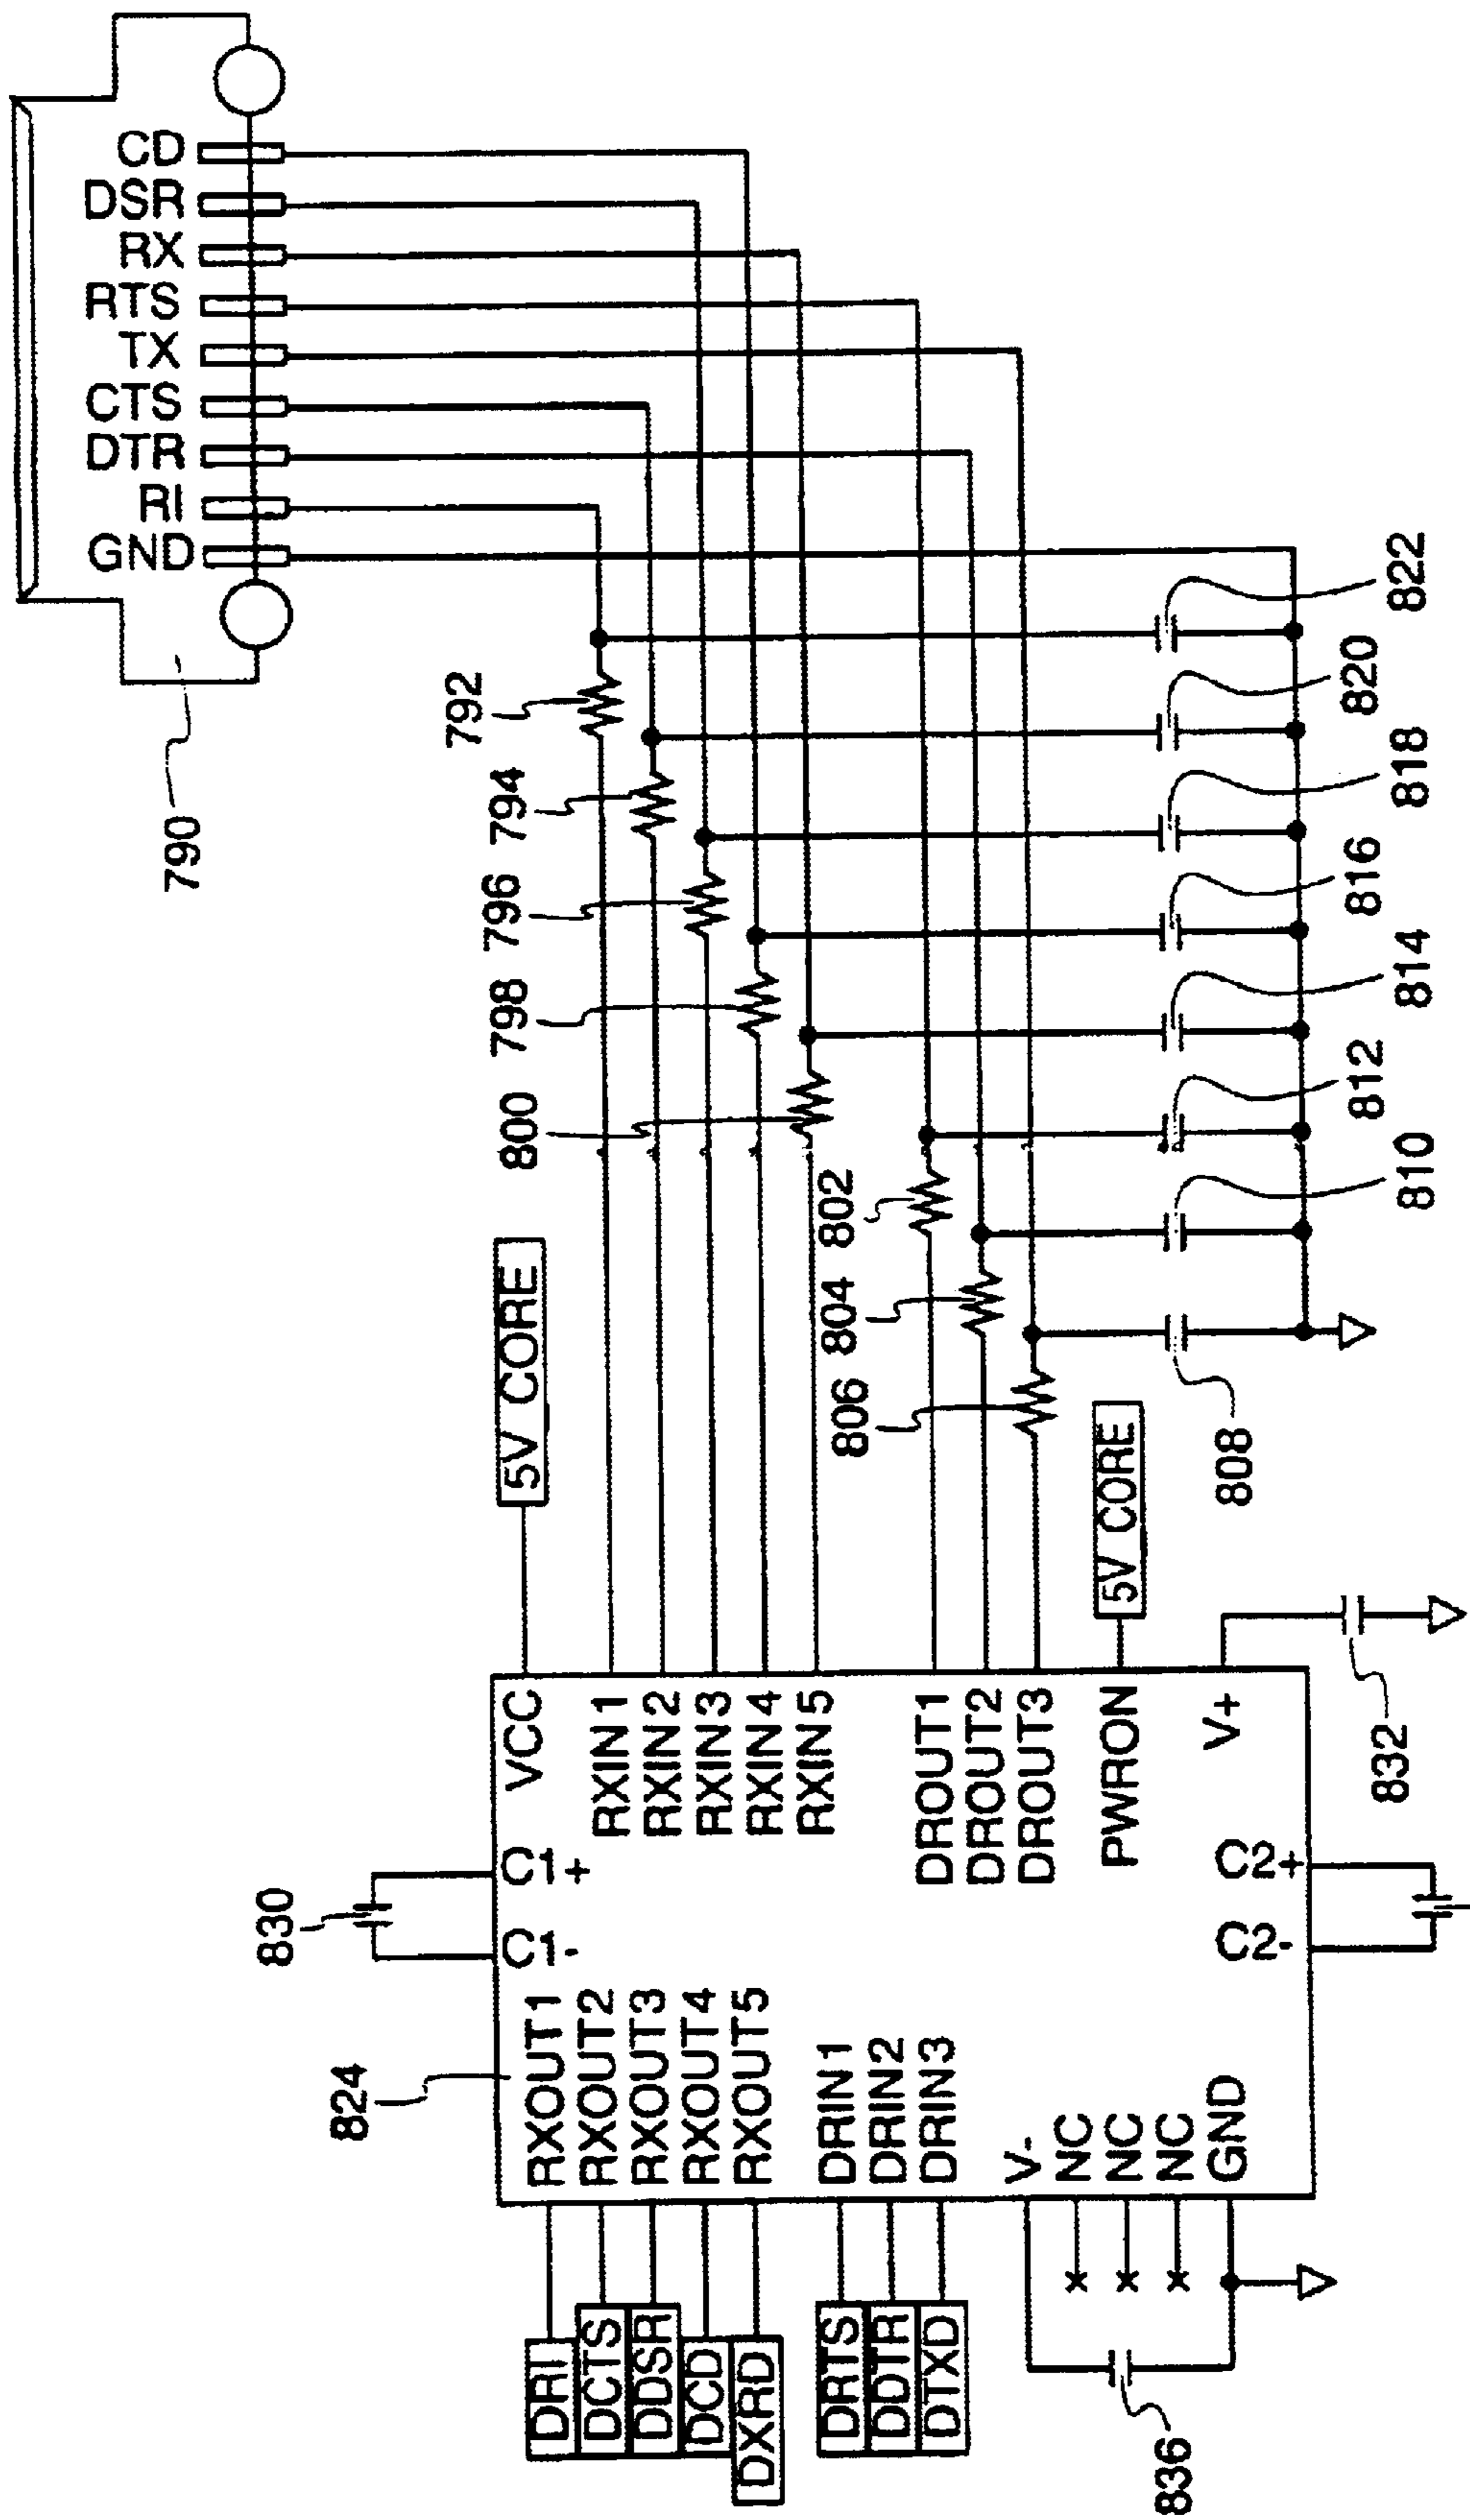 CD
DSR
RX
RTS
TX
CTS
DTR
RI
GND
790
792
794
796
798
800
802
804
806
822
820
818
816
814
812
810
808
5V CORE
5V CORE
832
830
824
836
VCC
RXIN1
RXIN2
RXIN3
RXIN4
RXIN5
DROUT1
DROUT2
DROUT3
PWRON
V+
C1+
C1-
C2+
C2-
RXOUT1
RXOUT2
RXOUT3
RXOUT4
RXOUT5
DRIN1
DRIN2
DRIN3
V-
NC
NC
NC
GND
DRI
DCTS
DDSR
DCD
DXRD
DRTS
DDTR
DTXD